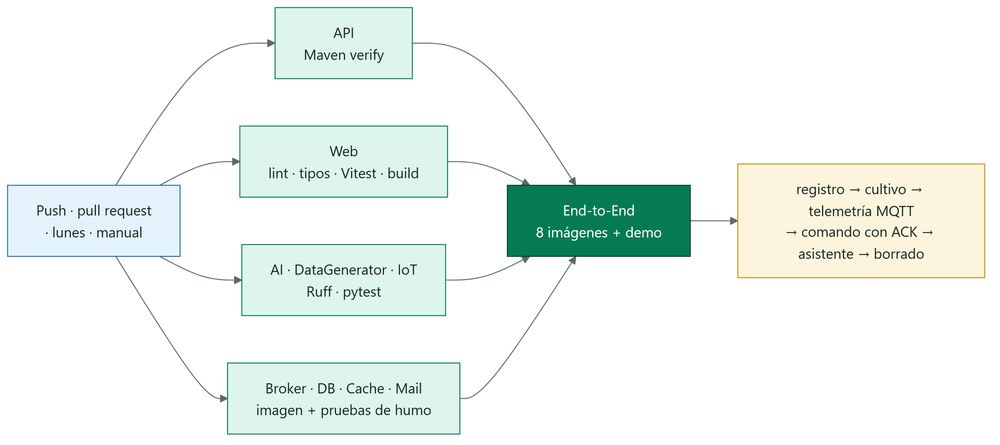 Push · pull request
· lunes · manual
API
Maven verify
Web
lint · tipos · Vitest · build
AI · DataGenerator · IoT
Ruff · pytest
Broker · DB · Cache · Mail
imagen + pruebas de humo
End-to-End
8 imágenes + demo
registro → cultivo →
telemetría MQTT
→ comando con ACK →
asistente → borrado